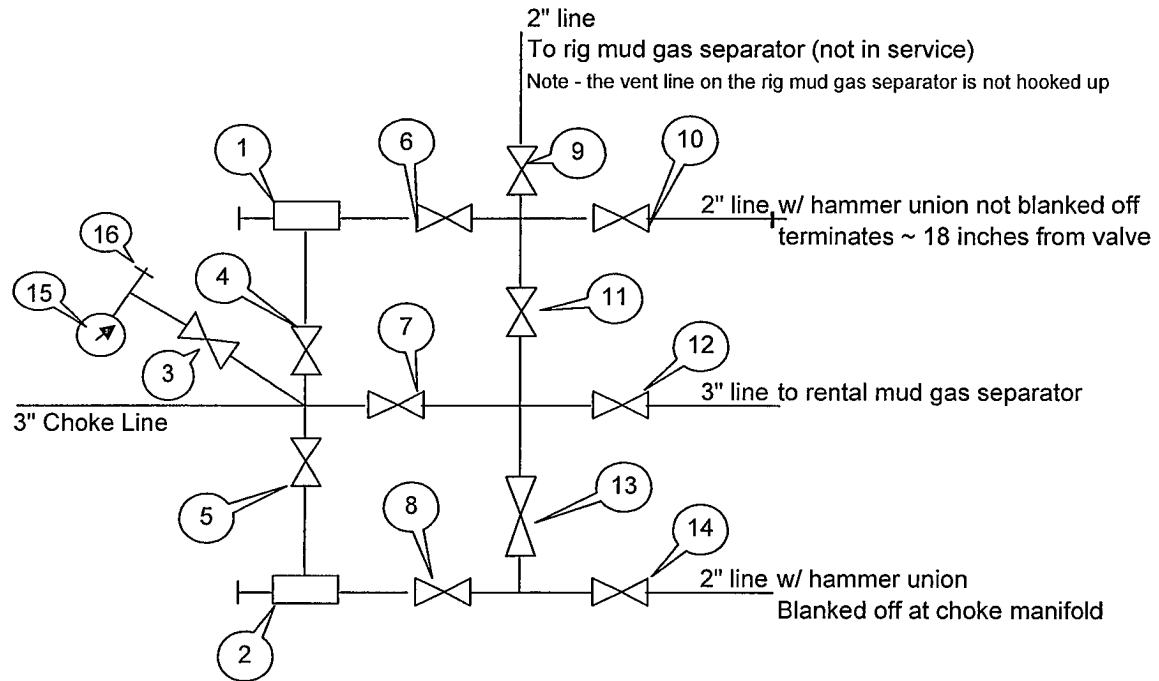 2" line
To rig mud gas separator (not in service)
Note - the vent line on the rig mud gas separator is not hooked up
1
6
9
10
2" line w/ hammer union not blanked off
terminates ~ 18 inches from valve
16
15
4
11
3
7
12
3" Choke Line
3" line to rental mud gas separator
5
8
13
14
2" line w/ hammer union
Blanked off at choke manifold
2